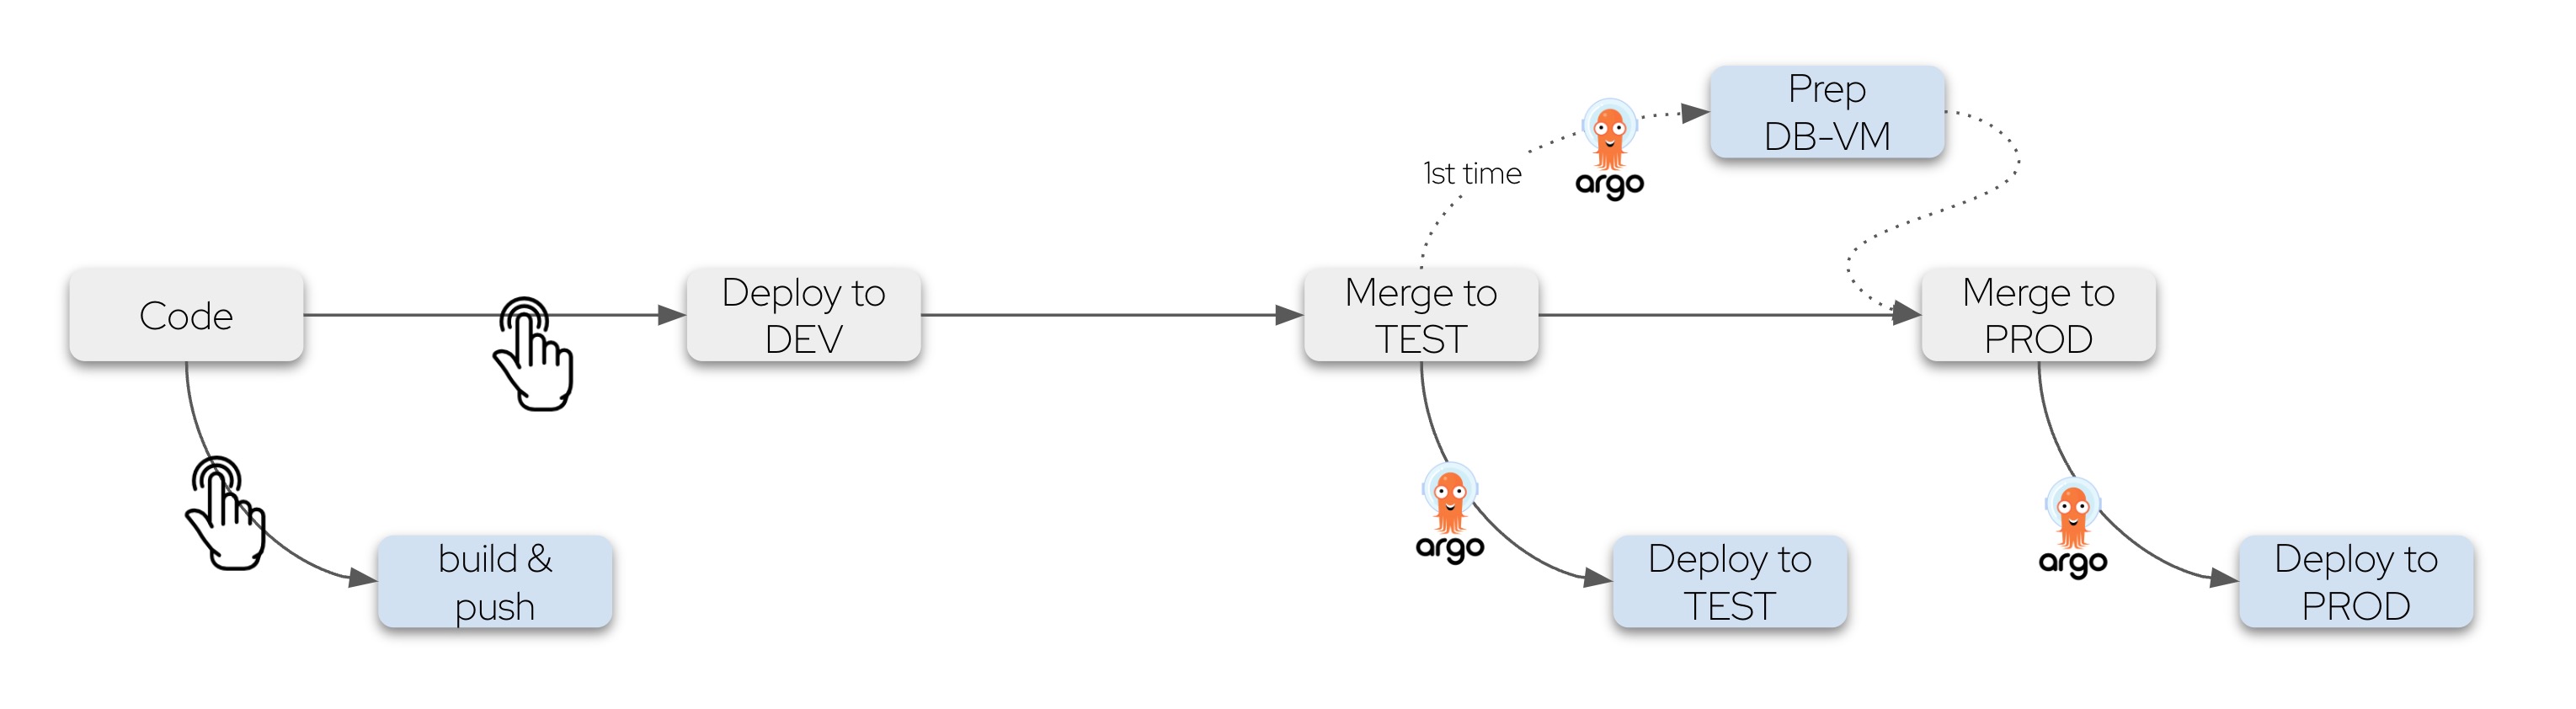 Prep
DB-VM
1st time
argo
Code
Deploy to
DEV
Merge to
TEST
Merge to
PROD
argo
argo
build &
push
Deploy to
TEST
Deploy to
PROD